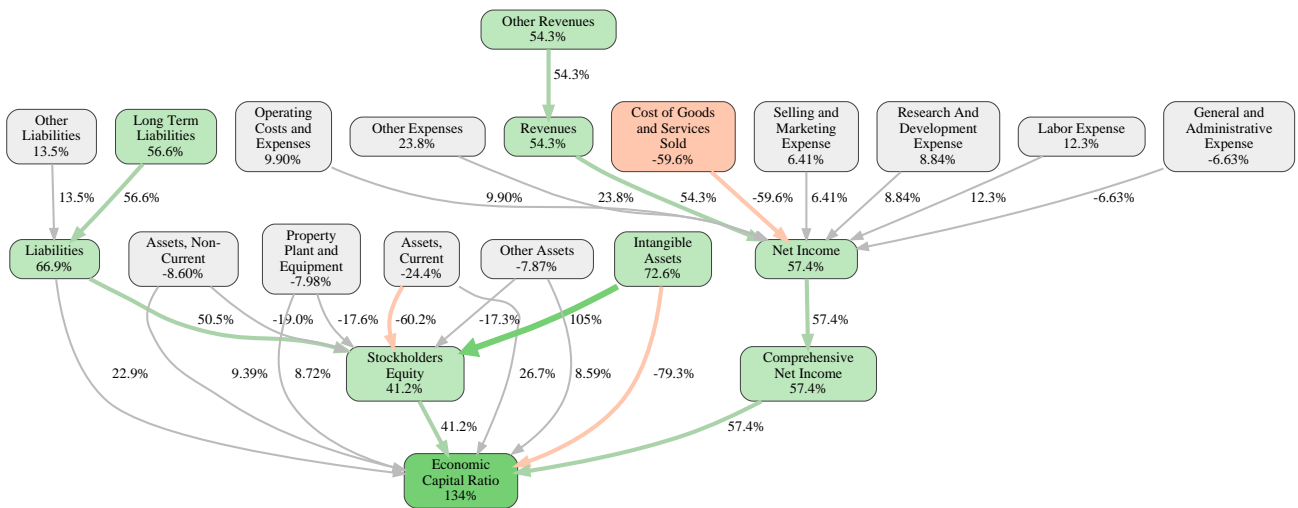 Other Revenues
54.3%
54.3%
Other
Liabilities
13.5%
Long Term
Liabilities
56.6%
Operating
Costs and
Expenses
9.90%
Other Expenses
23.8%
Revenues
54.3%
Cost of Goods
and Services
Sold
-59.6%
Selling and
Marketing
Expense
6.41%
Research And
Development
Expense
8.84%
Labor Expense
12.3%
General and
Administrative
Expense
-6.63%
13.5%
56.6%
9.90%
23.8%
54.3%
-59.6%
6.41%
8.84%
12.3%
-6.63%
Liabilities
66.9%
Assets, Non-
Current
-8.60%
Property
Plant and
Equipment
-7.98%
Assets,
Current
-24.4%
Other Assets
-7.87%
Intangible
Assets
72.6%
Net Income
57.4%
50.5%
-19.0%
-17.6%
-60.2%
-17.3%
105%
57.4%
22.9%
9.39%
8.72%
Stockholders
Equity
41.2%
26.7%
8.59%
-79.3%
Comprehensive
Net Income
57.4%
41.2%
57.4%
Economic
Capital Ratio
134%